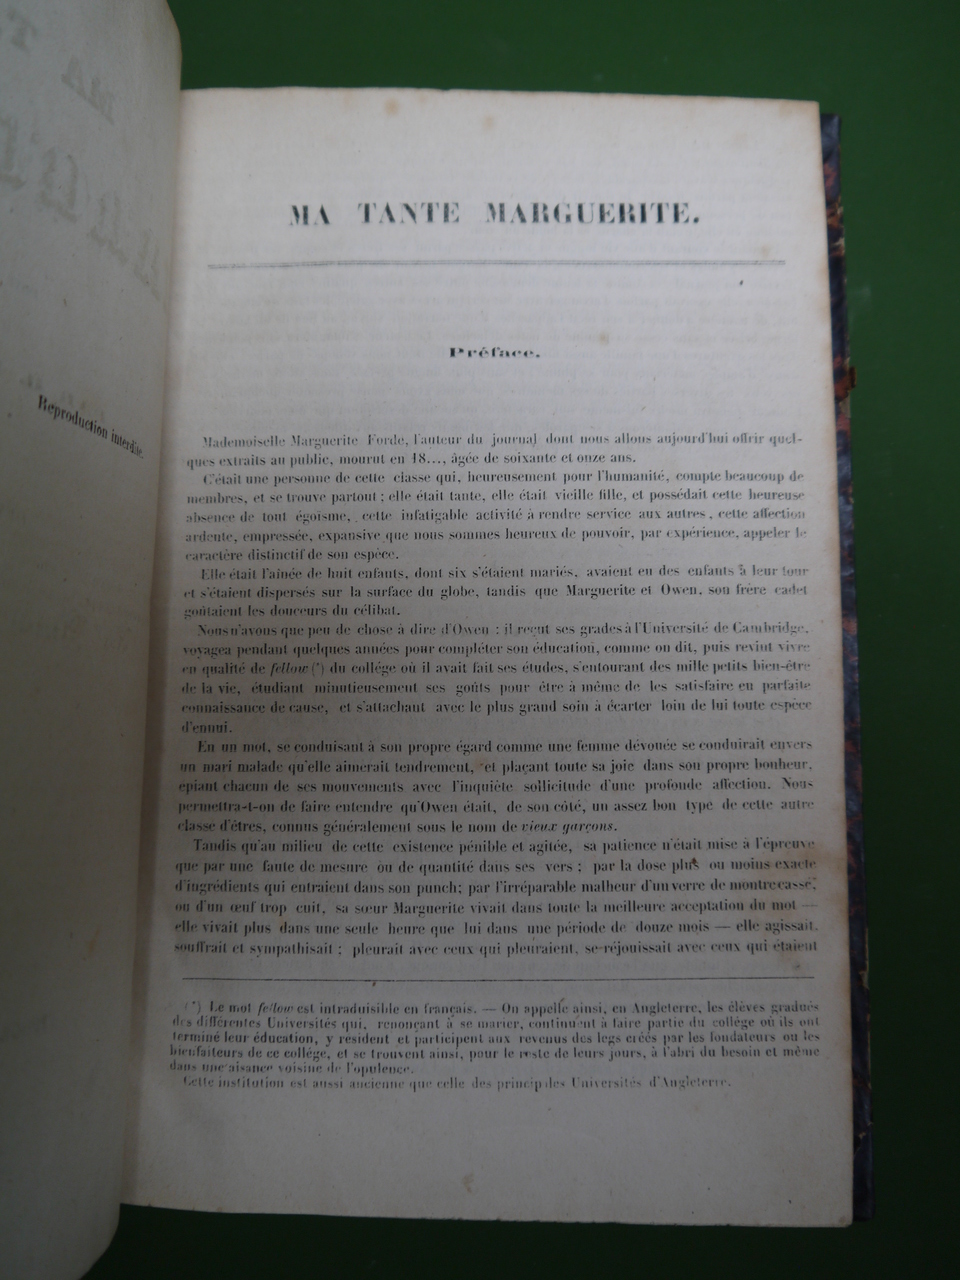 Reproduction interdite.
MA TANTE MARGUERITE.
Préface.
Mademoiselle Marguerite Forde, l'auteur du journal dont nous allons aujourd'hui offrir quel-
ques extraits au public, mourut en 18..., âgée de soixante et onze ans.
C'était une personne de cette classe qui, heureusement pour l'humanité, compte beaucoup de
membres, et se trouve partout : elle était tante, elle était vieille fille, et possédait cette heureuse
absence de tout égoïsme, cette infatigable activité à rendre service aux autres, cette affection
ardente, empressée, expansive que nous sommes heureux de pouvoir, par expérience, appeler le
caractère distinctif de son espèce.
Elle était l'aînée de huit enfants, dont six s'étaient mariés, avaient eu des enfants à leur tour
et s'étaient dispersés sur la surface du globe, tandis que Marguerite et Owen, son frère cadet
goûtaient les douceurs du célibat.
Nous n'avons que peu de chose à dire d'Owen : il reçut ses grades à l'Université de Cambridge,
voyagea pendant quelques années pour compléter son éducation, comme on dit, puis revint vivre
en qualité de fellow (*) du collége où il avait fait ses études, s'entourant des mille petits bien-être
de la vie, étudiant minutieusement ses goûts pour être à même de les satisfaire en parfaite
connaissance de cause, et s'attachant avec le plus grand soin à écarter loin de lui toute espèce
d'ennui.
En un mot, se conduisant à son propre égard comme une femme dévouée se conduirait envers
un mari malade qu'elle aimerait tendrement, et plaçant toute sa joie dans son propre bonheur,
épiant chacun de ses mouvements avec l'inquiète sollicitude d'une profonde affection. Nous
permettra-t-on de faire entendre qu'Owen était, de son côté, un assez bon type de cette autre
classe d'êtres, connus généralement sous le nom de vieux garçons.
Tandis qu'au milieu de cette existence pénible et agitée, sa patience n'était mise à l'épreuve
que par une faute de mesure ou de quantité dans ses vers ; par la dose plus ou moins exacte
d'ingrédients qui entraient dans son punch; par l'irréparable malheur d'un verre de montre cassé,
ou d'un œuf trop cuit, sa sœur Marguerite vivait dans toute la meilleure acceptation du mot —
elle vivait plus dans une seule heure que lui dans une période de douze mois — elle agissait,
souffrait et sympathisait ; pleurait avec ceux qui pleuraient, se réjouissait avec ceux qui étaient
(*) Le mot fellow est intraduisible en français. — On appelle ainsi, en Angleterre, les élèves gradués
des différentes Universités qui, renonçant à se marier, continuent à faire partie du collége où ils ont
terminé leur éducation, y résident et participent aux revenus des legs créés par les fondateurs ou les
bienfaiteurs de ce collége, et se trouvent ainsi, pour le reste de leurs jours, à l'abri du besoin et même
dans une aisance voisine de l'opulence.
Cette institution est aussi ancienne que celle des principales Universités d'Angleterre.